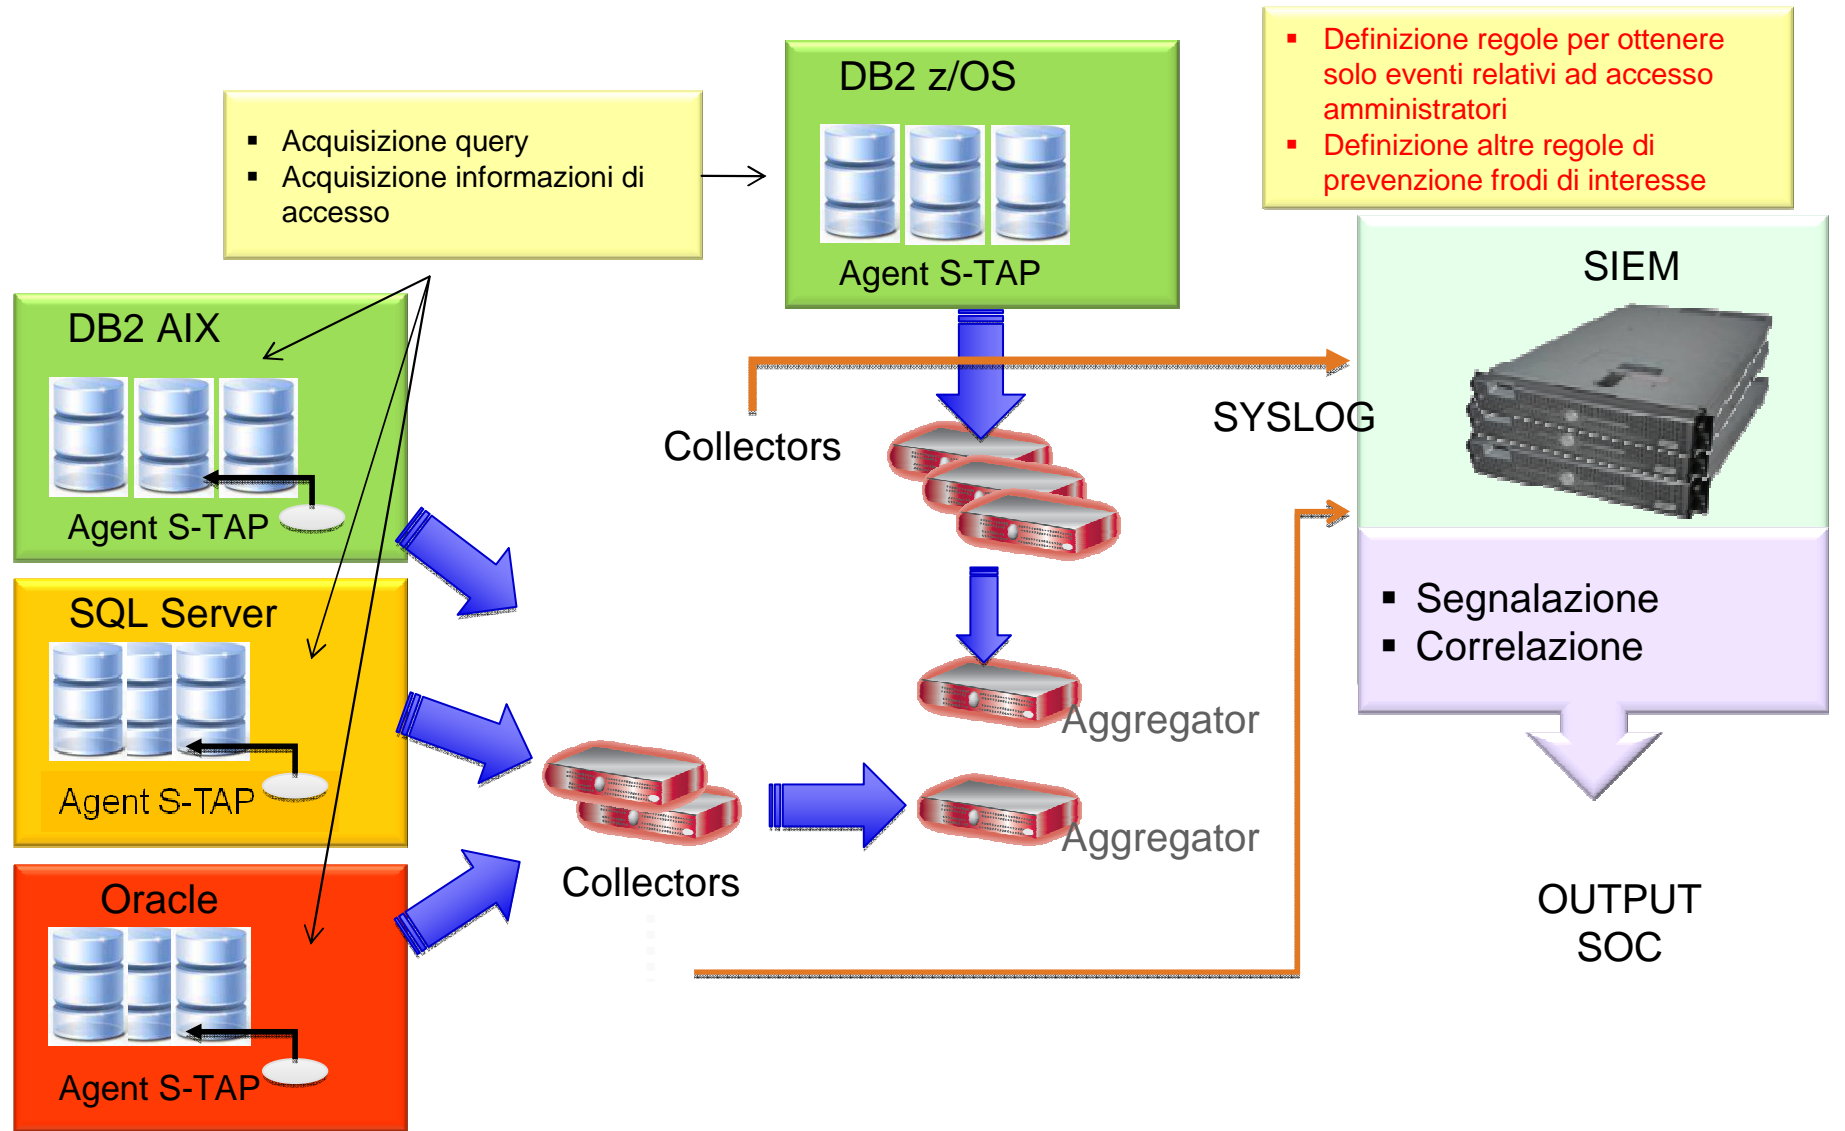 ▪ Definizione regole per ottenere
solo eventi relativi ad accesso
amministratori
▪ Definizione altre regole di
prevenzione frodi di interesse
DB2 z/OS
Agent S-TAP
▪ Acquisizione query
▪ Acquisizione informazioni di
accesso
SIEM
DB2 AIX
Agent S-TAP
SYSLOG
Collectors
▪ Segnalazione
▪ Correlazione
SQL Server
Agent S-TAP
Aggregator
Aggregator
Collectors
Oracle
Agent S-TAP
OUTPUT
SOC